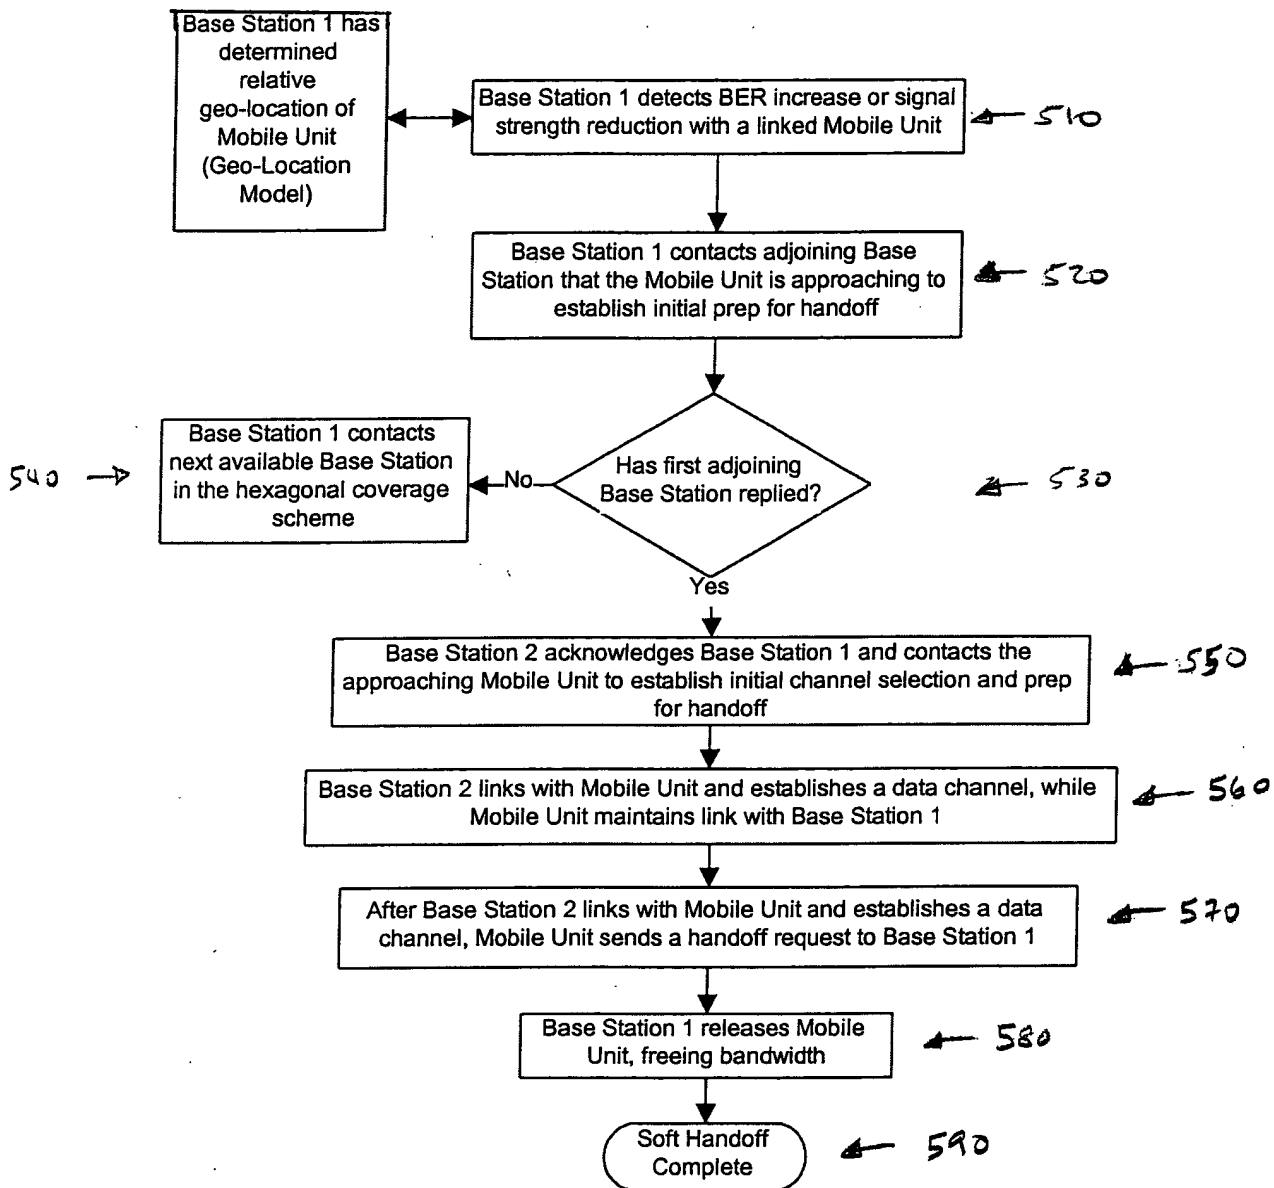 Base Station 1 has
determined
relative
geo-location of
Mobile Unit
(Geo-Location
Model)
Base Station 1 detects BER increase or signal
strength reduction with a linked Mobile Unit
510
Base Station 1 contacts adjoining Base
Station that the Mobile Unit is approaching to
establish initial prep for handoff
520
540
Base Station 1 contacts
next available Base Station
in the hexagonal coverage
scheme
No
Has first adjoining
Base Station replied?
530
Yes
Base Station 2 acknowledges Base Station 1 and contacts the
approaching Mobile Unit to establish initial channel selection and prep
for handoff
550
Base Station 2 links with Mobile Unit and establishes a data channel, while
Mobile Unit maintains link with Base Station 1
560
After Base Station 2 links with Mobile Unit and establishes a data
channel, Mobile Unit sends a handoff request to Base Station 1
570
Base Station 1 releases Mobile
Unit, freeing bandwidth
580
Soft Handoff
Complete
590